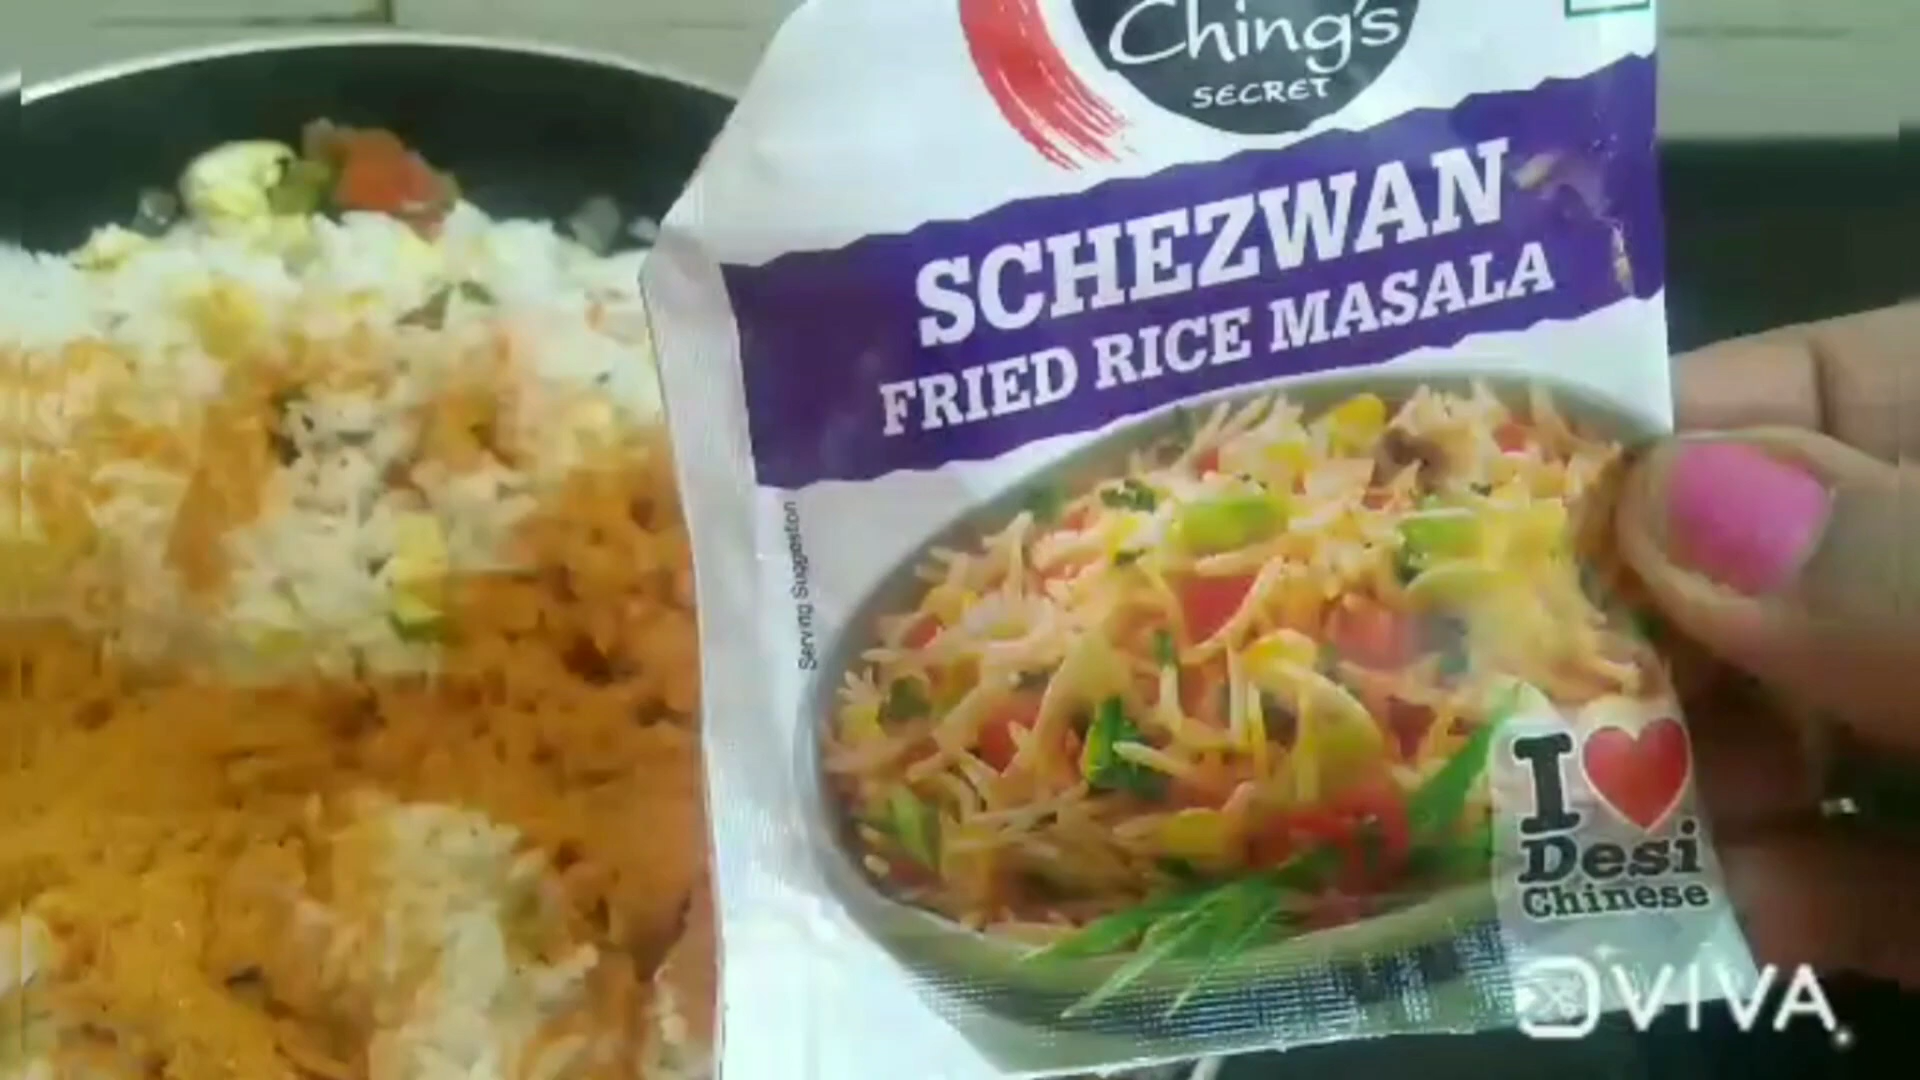 Ching's
SECRET
SCHEZWAN
FRIED RICE MASALA
Serving Suggestion
I
Desi
Chinese
VIVA